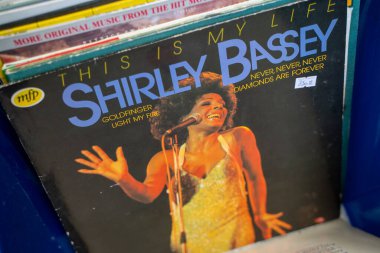 MORE ORIGINAL MUSIC FROM THE HIT
THIS IS MY LIFE
mfp
SHIRLEY BASSEY
GOLDFINGER
LIGHT MY FIRE
NEVER, NEVER, NEVER
DIAMONDS ARE FOREVER